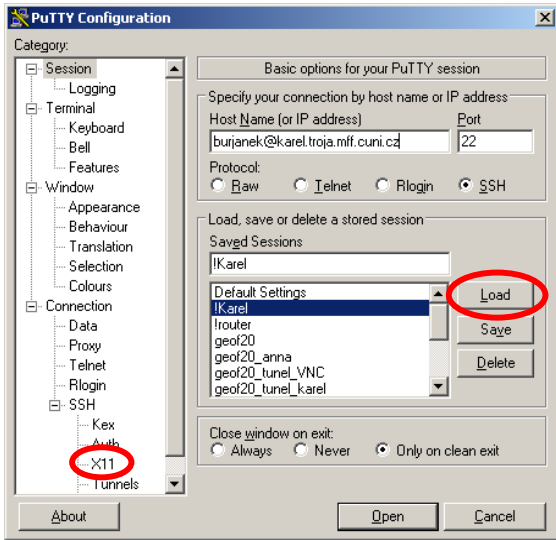 PuTTY Configuration
Category:
Session
Logging
Terminal
Keyboard
Bell
Features
Window
Appearance
Behaviour
Translation
Selection
Colours
Connection
Data
Proxy
Telnet
Rlogin
SSH
Kex
Auth
X11
Tunnels
Basic options for your PuTTY session
Specify your connection by host name or IP address
Host Name (or IP address) Port
burjanek@karel.troja.mff.cuni.cz 22
Protocol:
Raw Telnet Rlogin SSH
Load, save or delete a stored session
Saved Sessions
!Karel
Default Settings
!Karel
!router
geof20
geof20_anna
geof20_tunel_VNC
geof20_tunel_karel
Load
Save
Delete
Close window on exit:
Always Never Only on clean exit
About Open Cancel